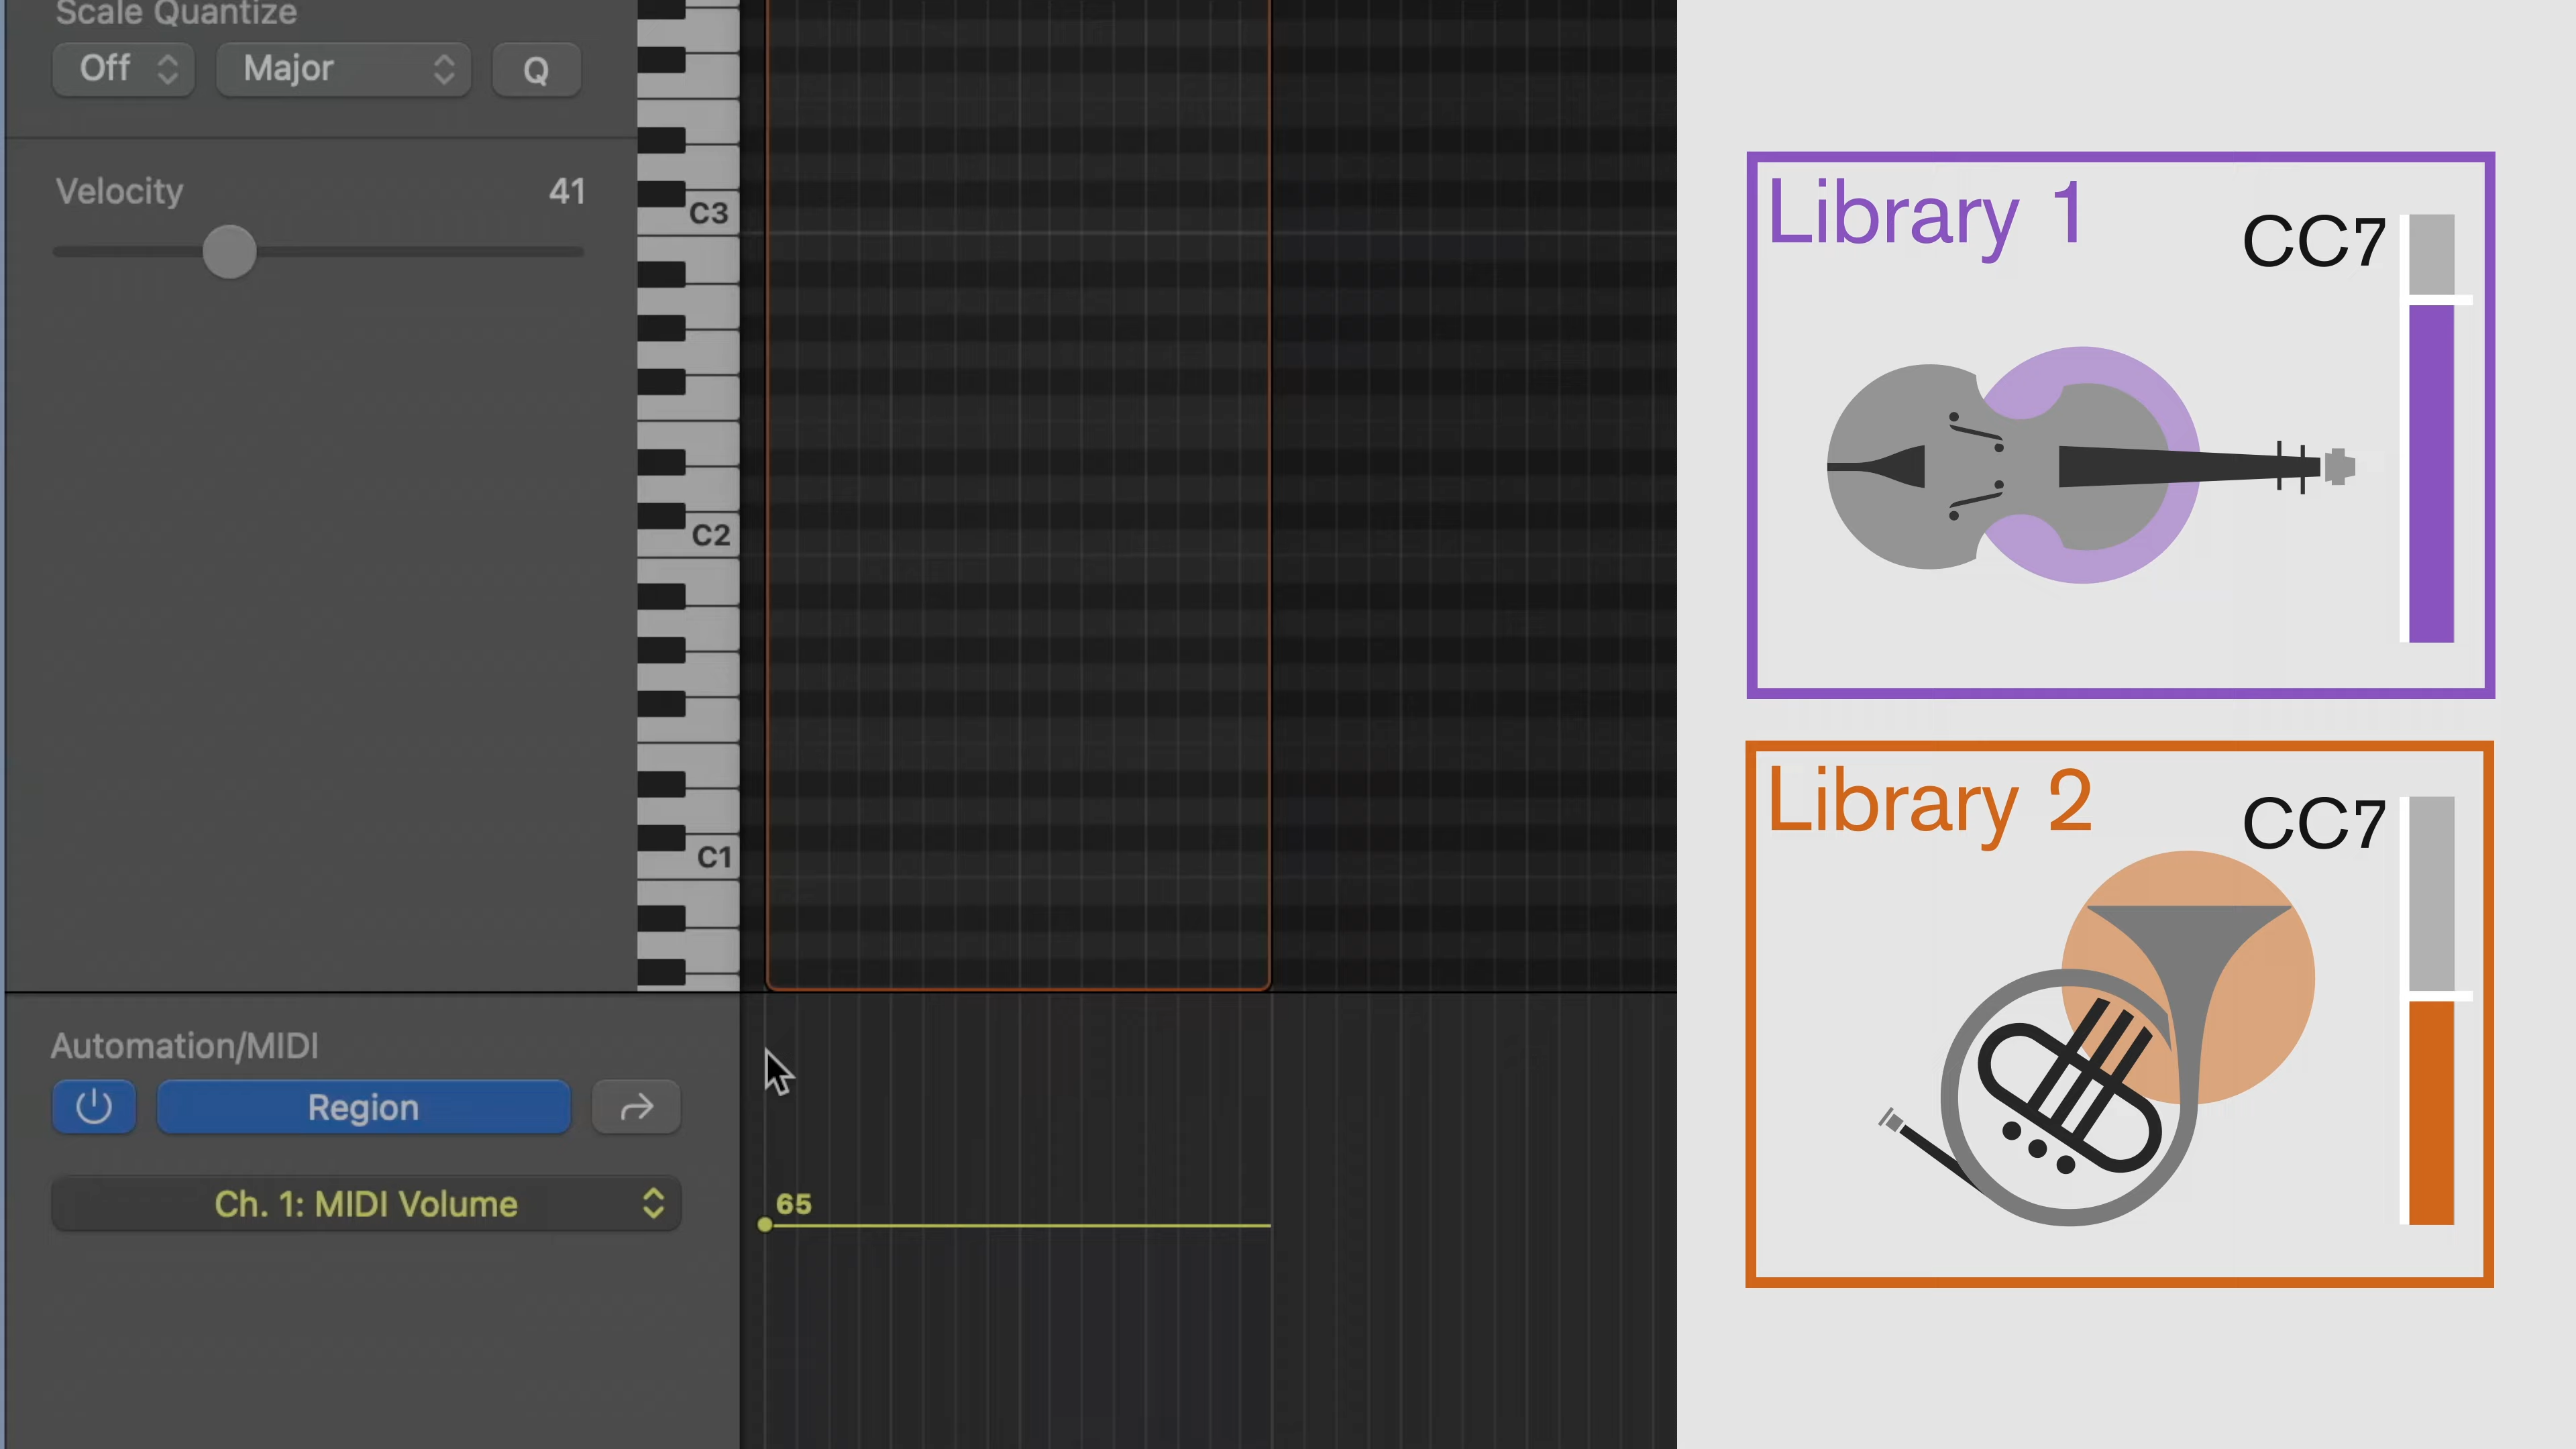 Scale Quantize
Off
Major
Q
Velocity
41
C3
C2
C1
Automation/MIDI
Region
Ch. 1: MIDI Volume
65
Library 1
CC7
Library 2
CC7